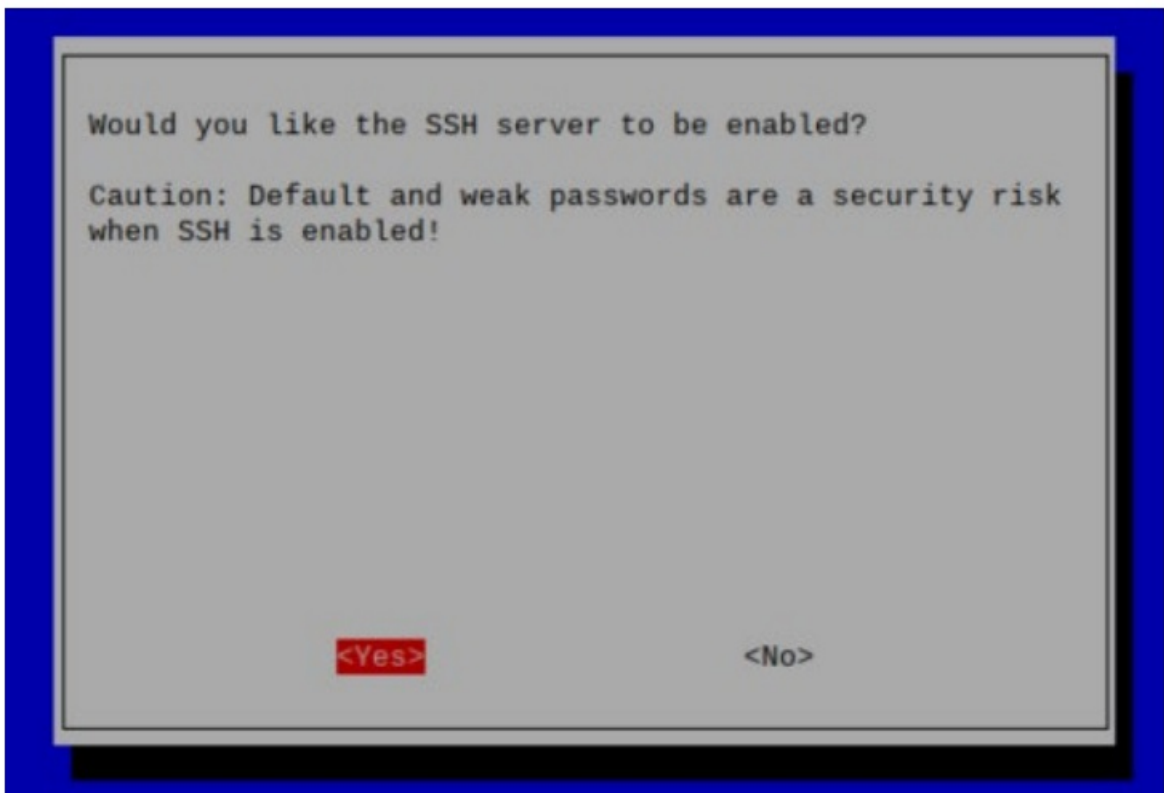 Would you like the SSH server to be enabled?
Caution: Default and weak passwords are a security risk
when SSH is enabled!
<Yes> <No>